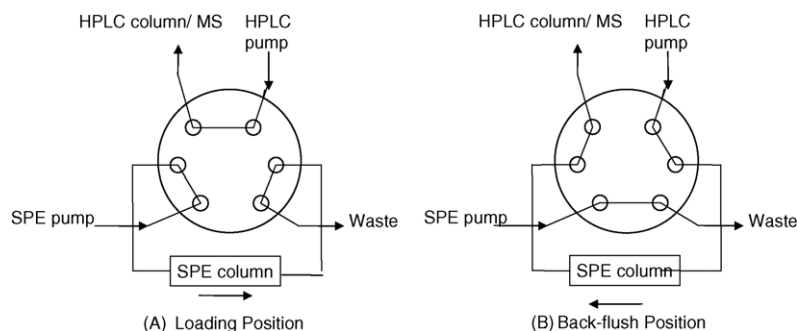 HPLC column/ MS
HPLC
pump
SPE pump
Waste
SPE column
(A) Loading Position
HPLC column/ MS
HPLC
pump
SPE pump
Waste
SPE column
(B) Back-flush Position